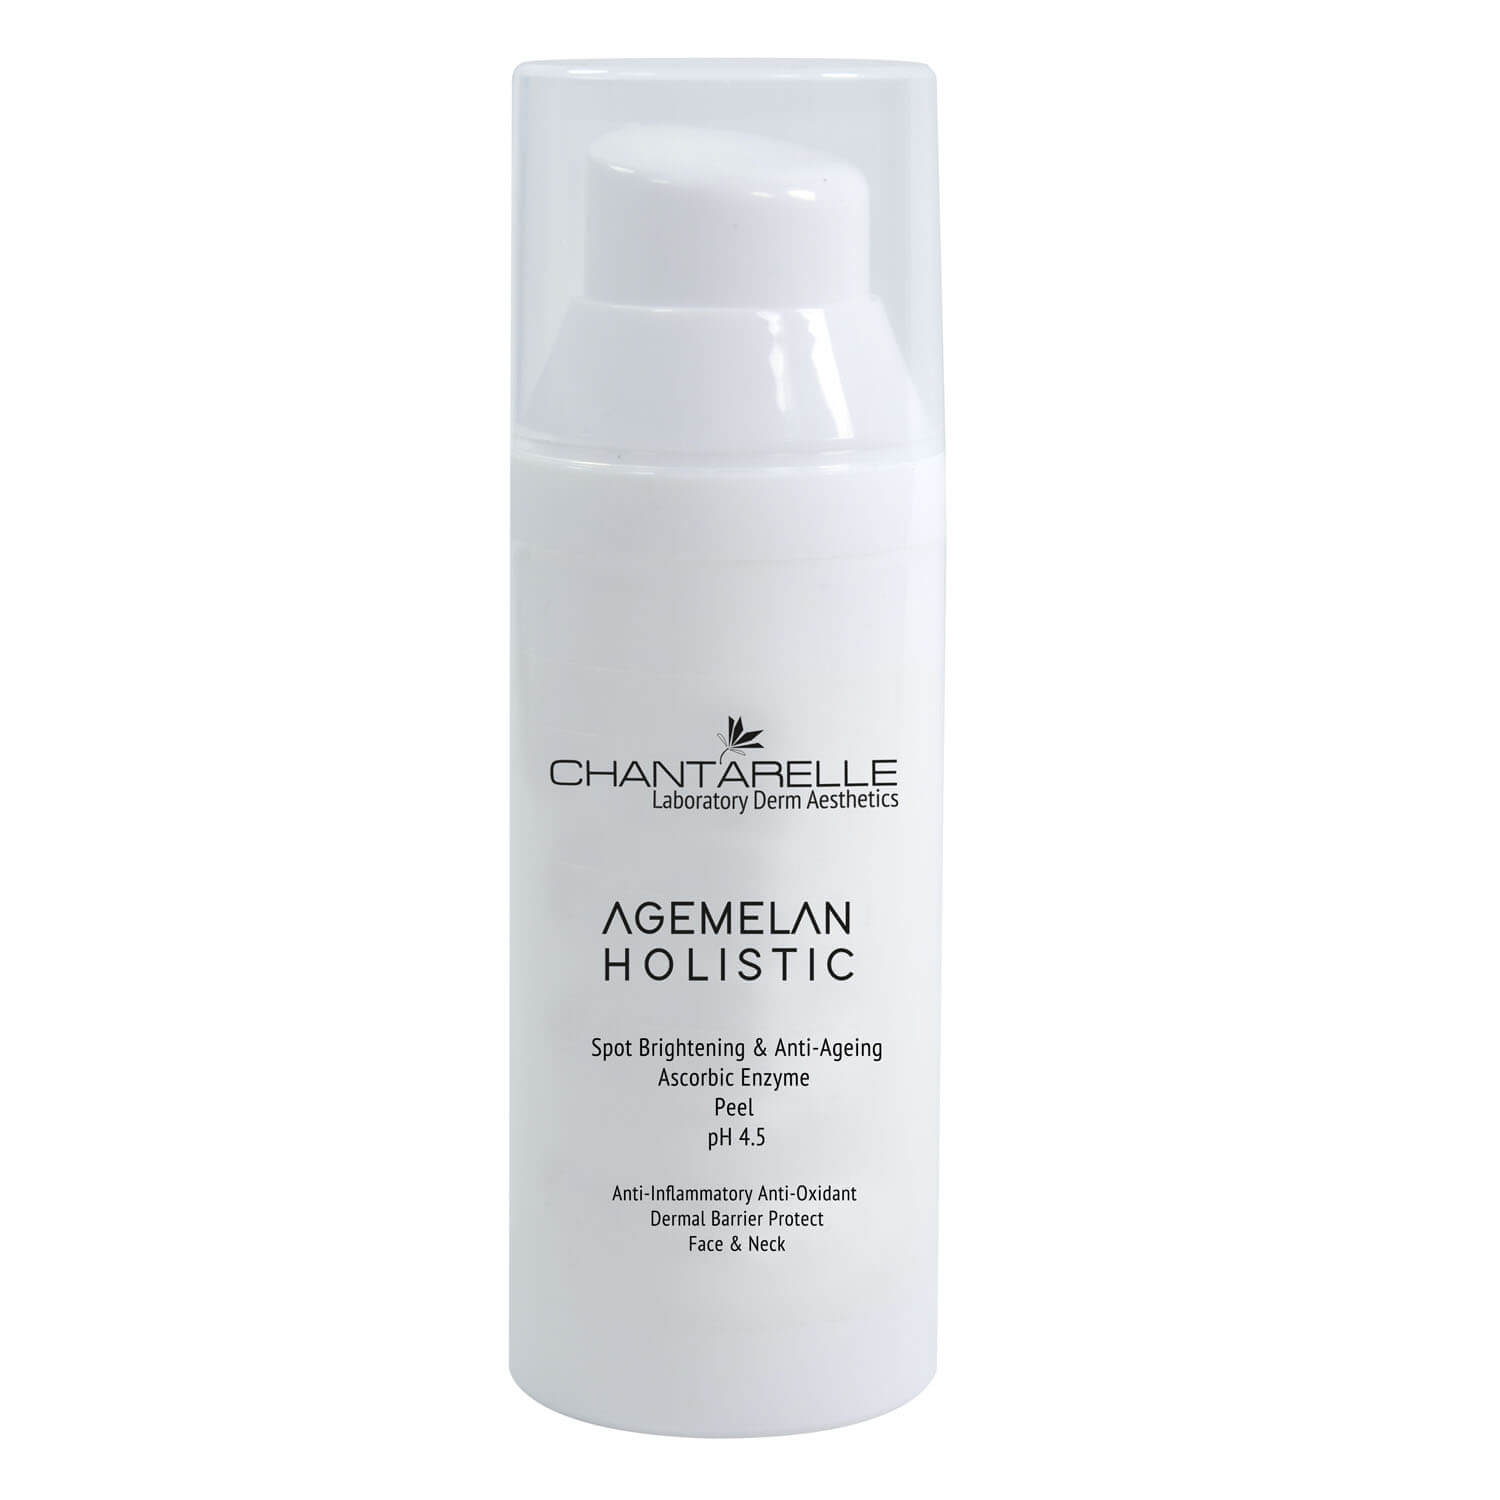 CHANTARELLE
Laboratory Derm Aesthetics
AGEMELAN
HOLISTIC
Spot Brightening & Anti-Ageing
Ascorbic Enzyme
Peel
pH 4.5
Anti-Inflammatory Anti-Oxidant
Dermal Barrier Protect
Face & Neck